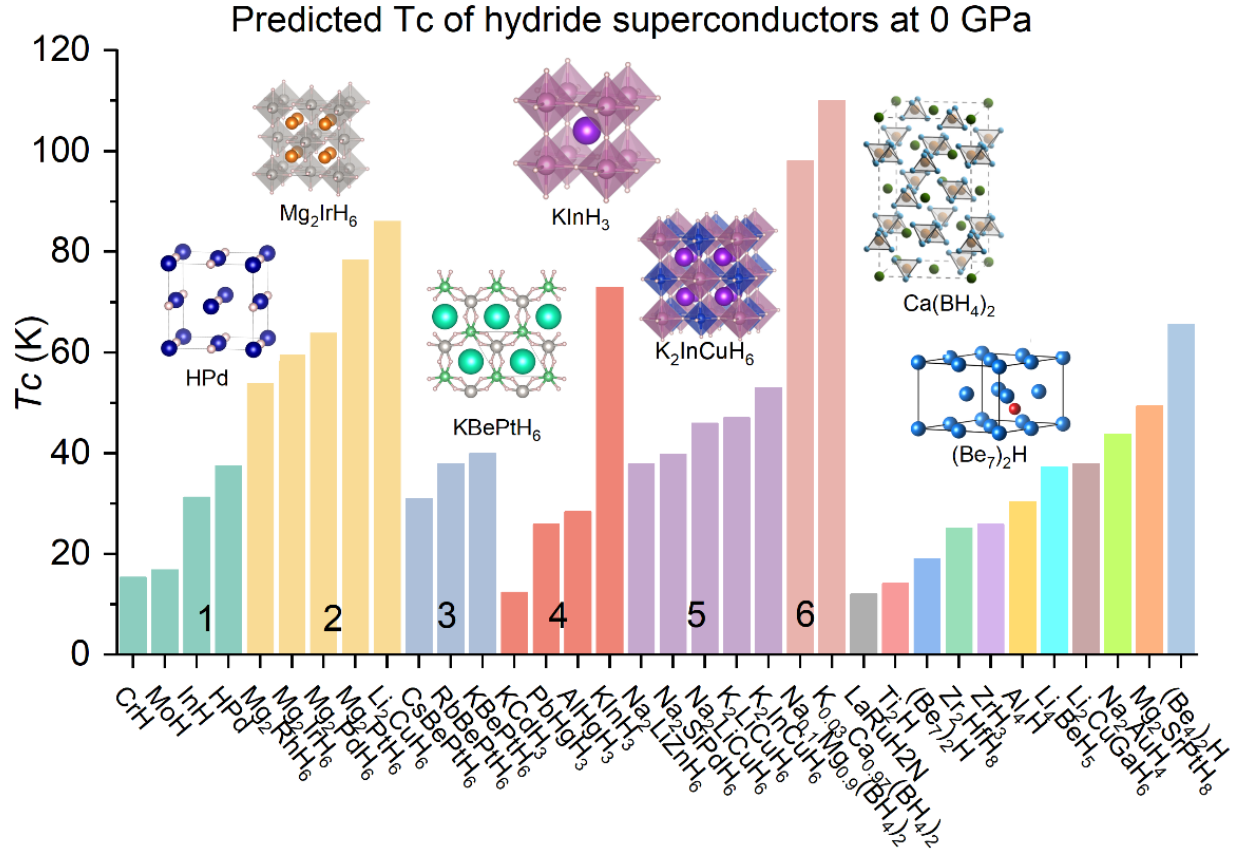 Predicted Tc of hydride superconductors at 0 GPa
Tc (K)
120
100
80
60
40
20
0
Mg₂IrH₆
KInH₃
HPd
KBePtH₆
K₂InCuH₆
Ca(BH₄)₂
(Be₇)₂H
1
2
3
4
5
6
CrH
MoH
InH
HPd
Mg₂RhH₆
Mg₂IrH₆
Mg₂PdH₆
Mg₂PtH₆
Li₂CuH₆
CsBePtH₆
RbBePtH₆
KBePtH₆
KCdH₃
PbHgH₃
AlHgH₃
KInH₃
Na₂LiZnH₆
Na₂SiPdH₆
Na₂LiCuH₆
K₂LiCuH₆
K₂InCuH₆
Na₀.₁Mg₀.₉(BH₄)₂
K₀.₀₃Ca₀.₉₇(BH₄)₂
LaRuH2N
Ti₂H
(Be₇)₂H
Zr₂HfH₈
ZrH₃
Al₄H
Li₄BeH₅
Li₂CuGaH₆
Na₂AuH₄
Mg₂SrPtH₈
(Be₄)₂H